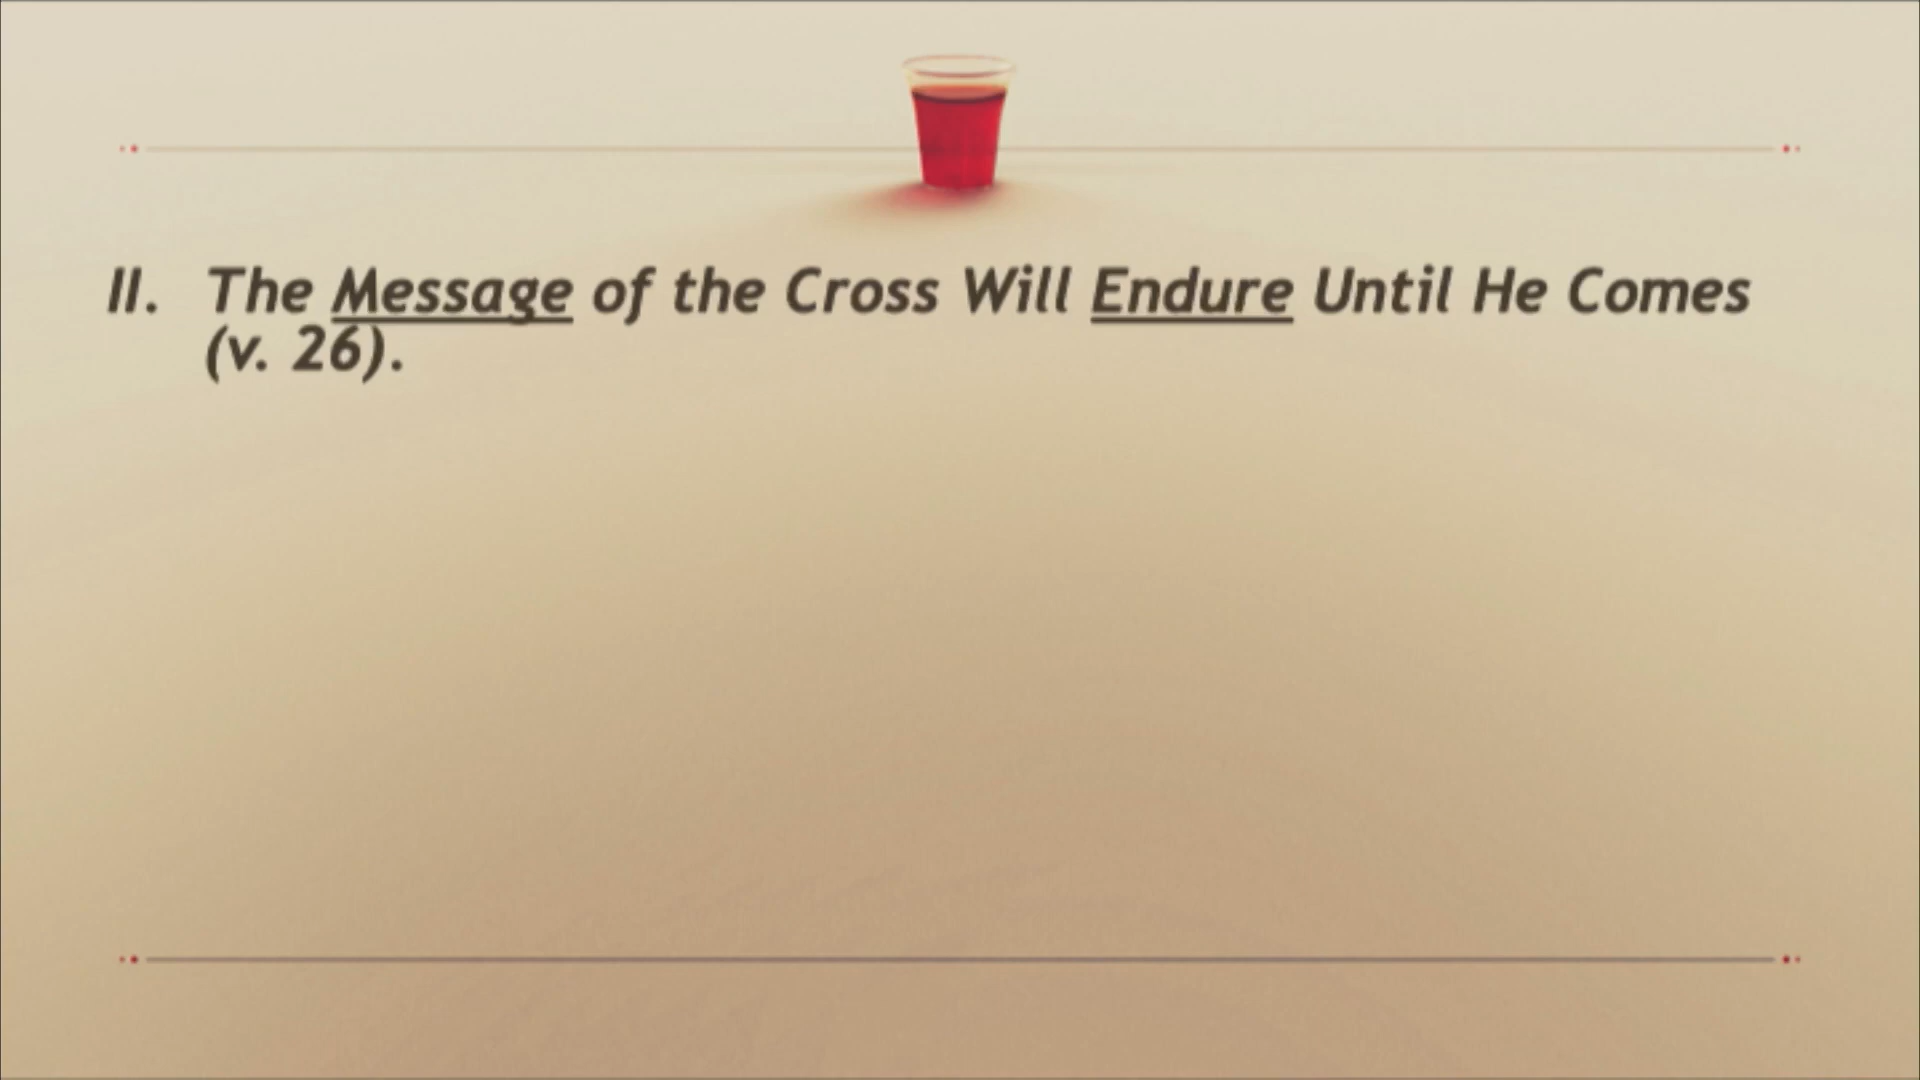 II. The Message of the Cross Will Endure Until He Comes
(v. 26).